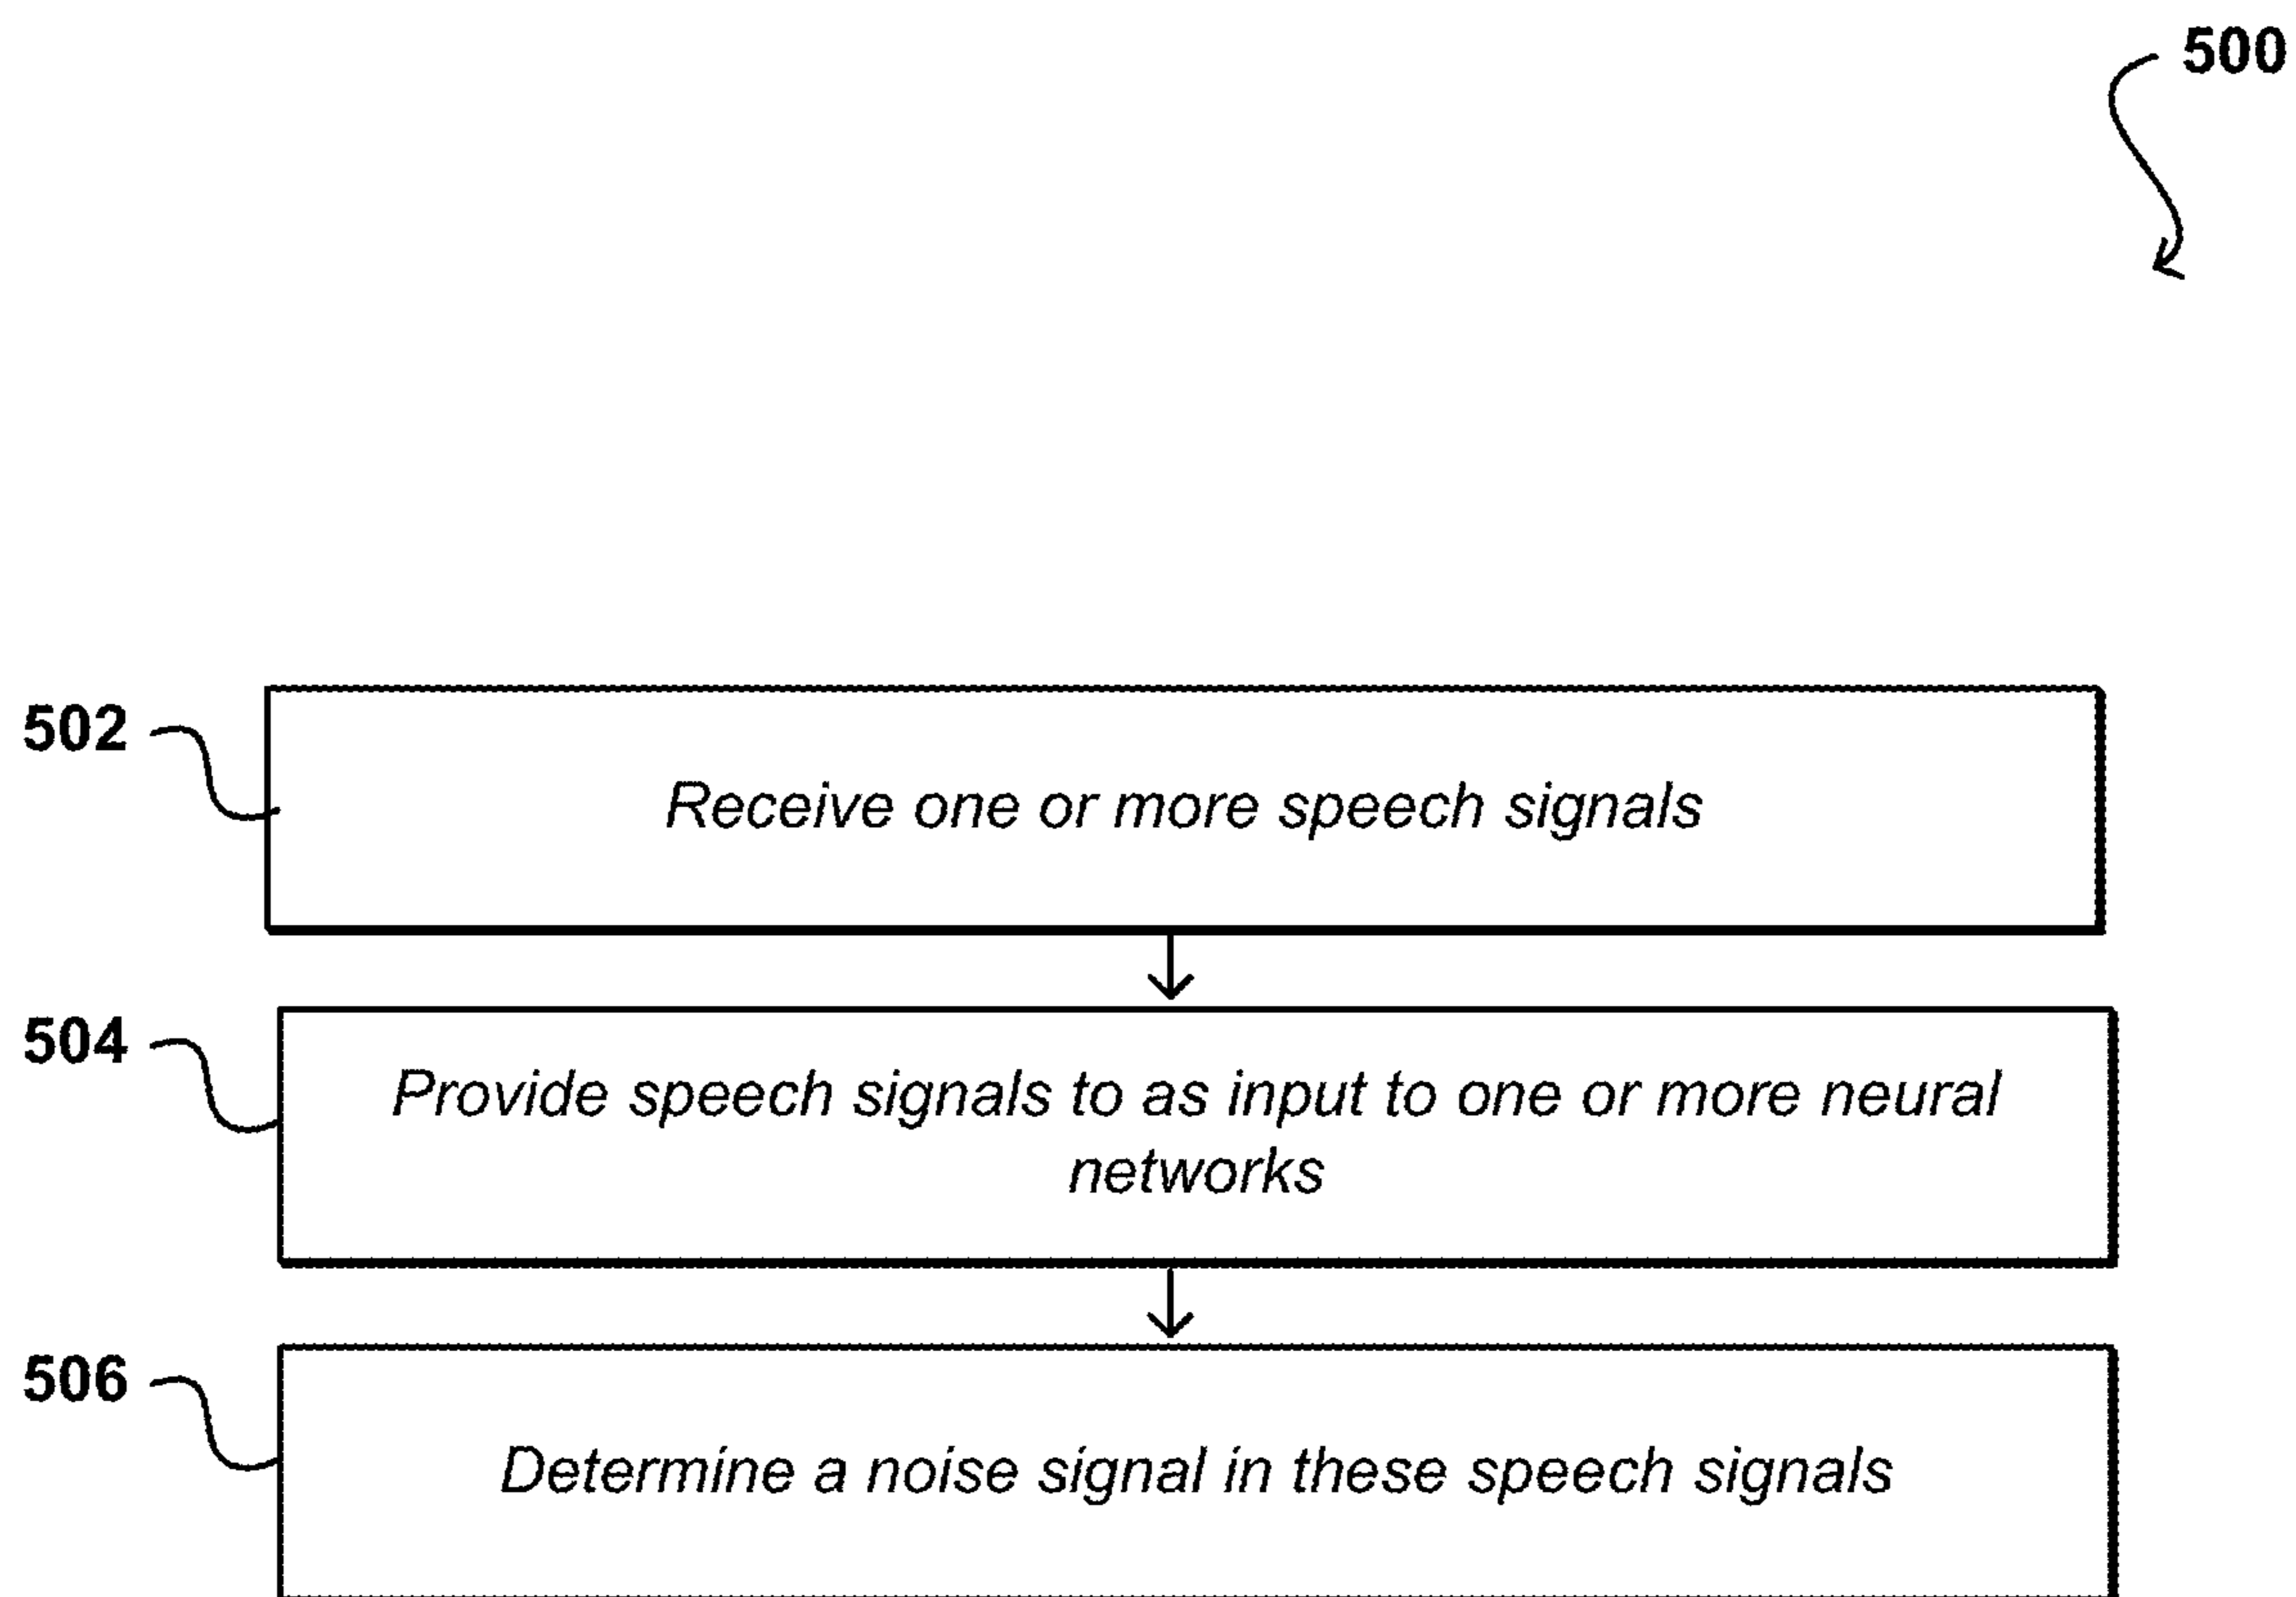 500
502
Receive one or more speech signals
504
Provide speech signals to as input to one or more neural
networks
506
Determine a noise signal in these speech signals